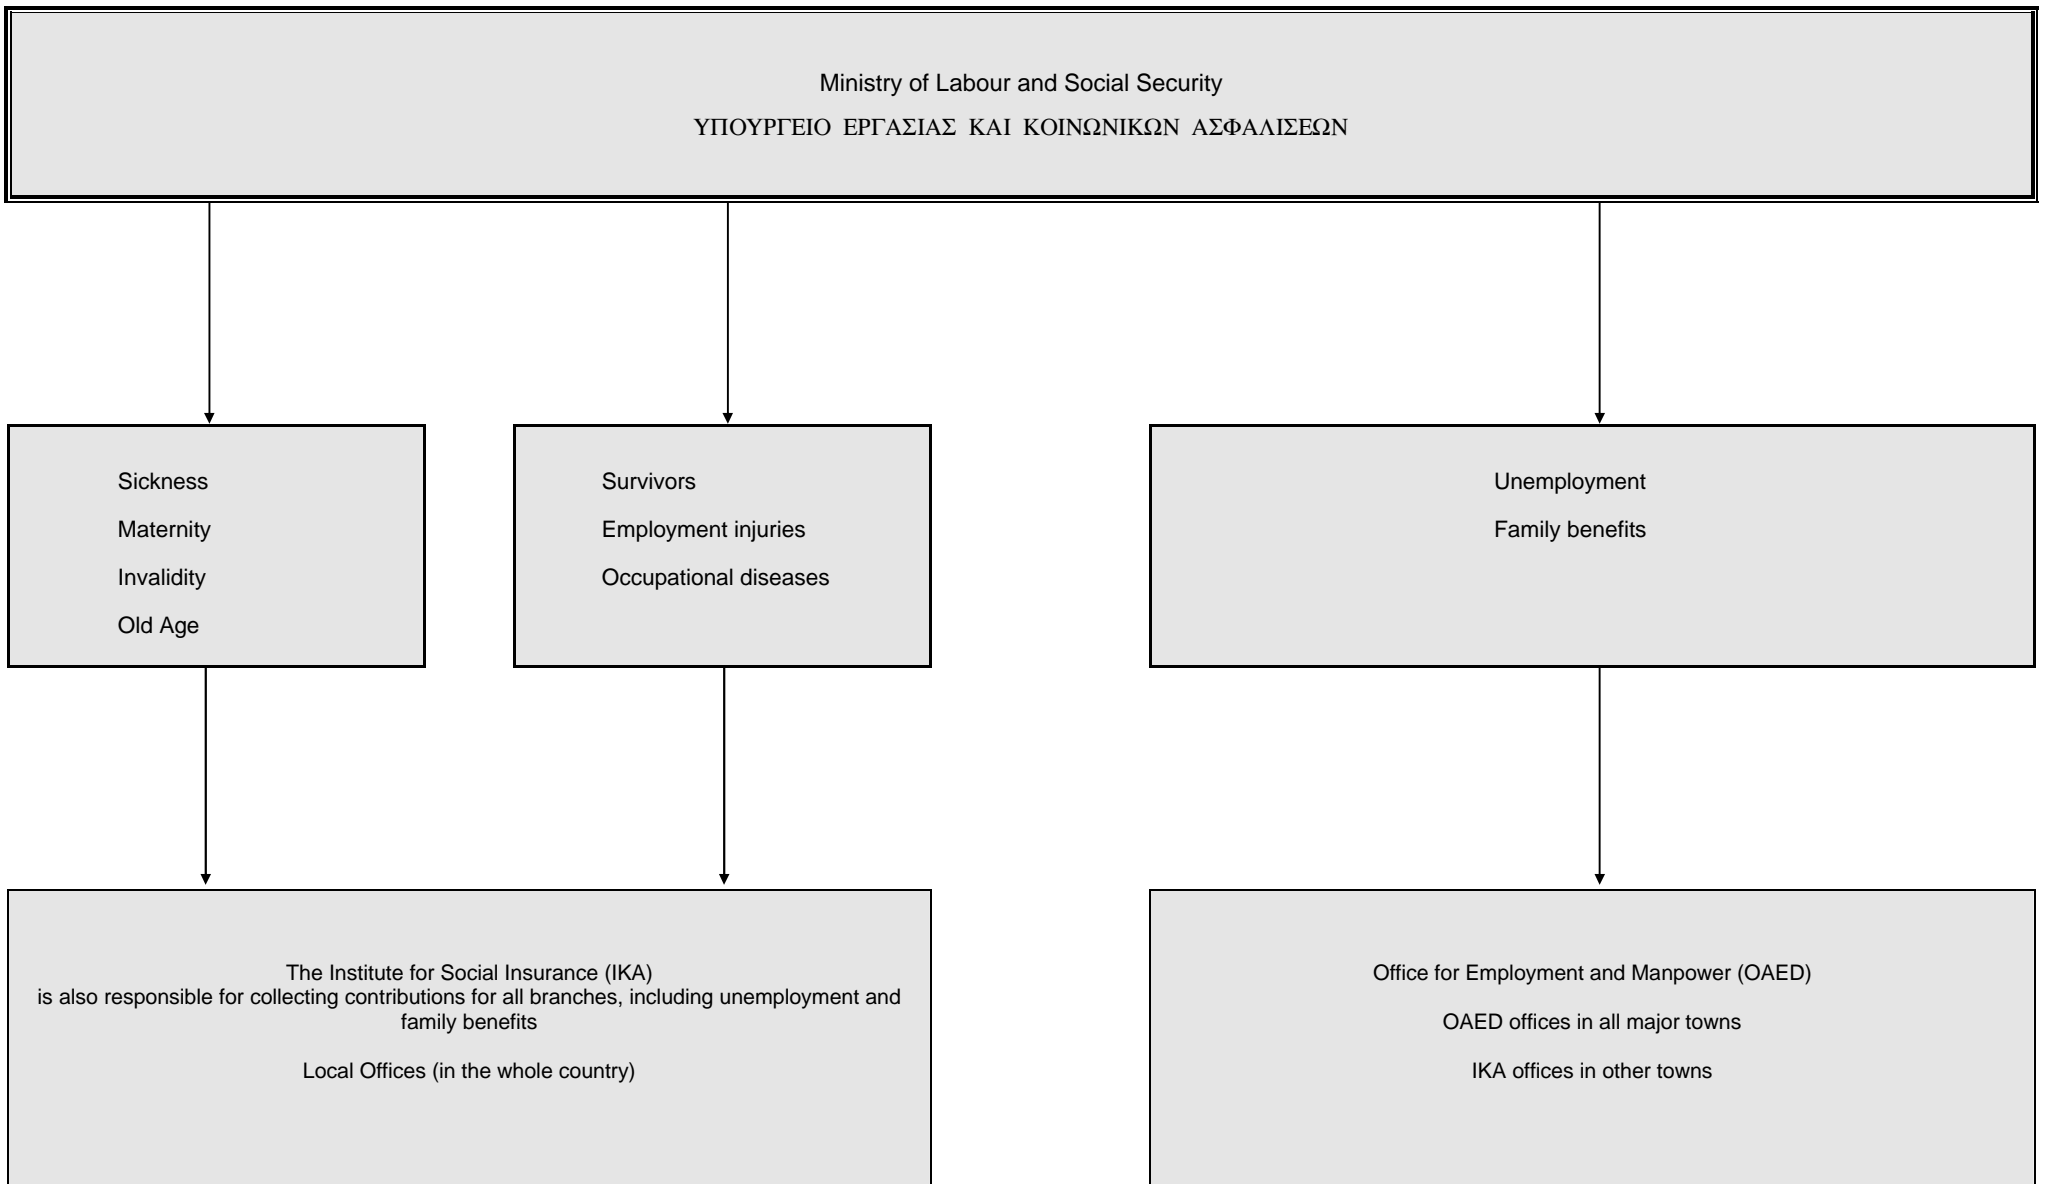 Ministry of Labour and Social Security
ΥΠΟΥΡΓΕΙΟ ΕΡΓΑΣΙΑΣ ΚΑΙ ΚΟΙΝΩΝΙΚΩΝ ΑΣΦΑΛΙΣΕΩΝ
Sickness
Maternity
Invalidity
Old Age
Survivors
Employment injuries
Occupational diseases
Unemployment
Family benefits
The Institute for Social Insurance (IKA)
is also responsible for collecting contributions for all branches, including unemployment and
family benefits
Local Offices (in the whole country)
Office for Employment and Manpower (OAED)
OAED offices in all major towns
IKA offices in other towns